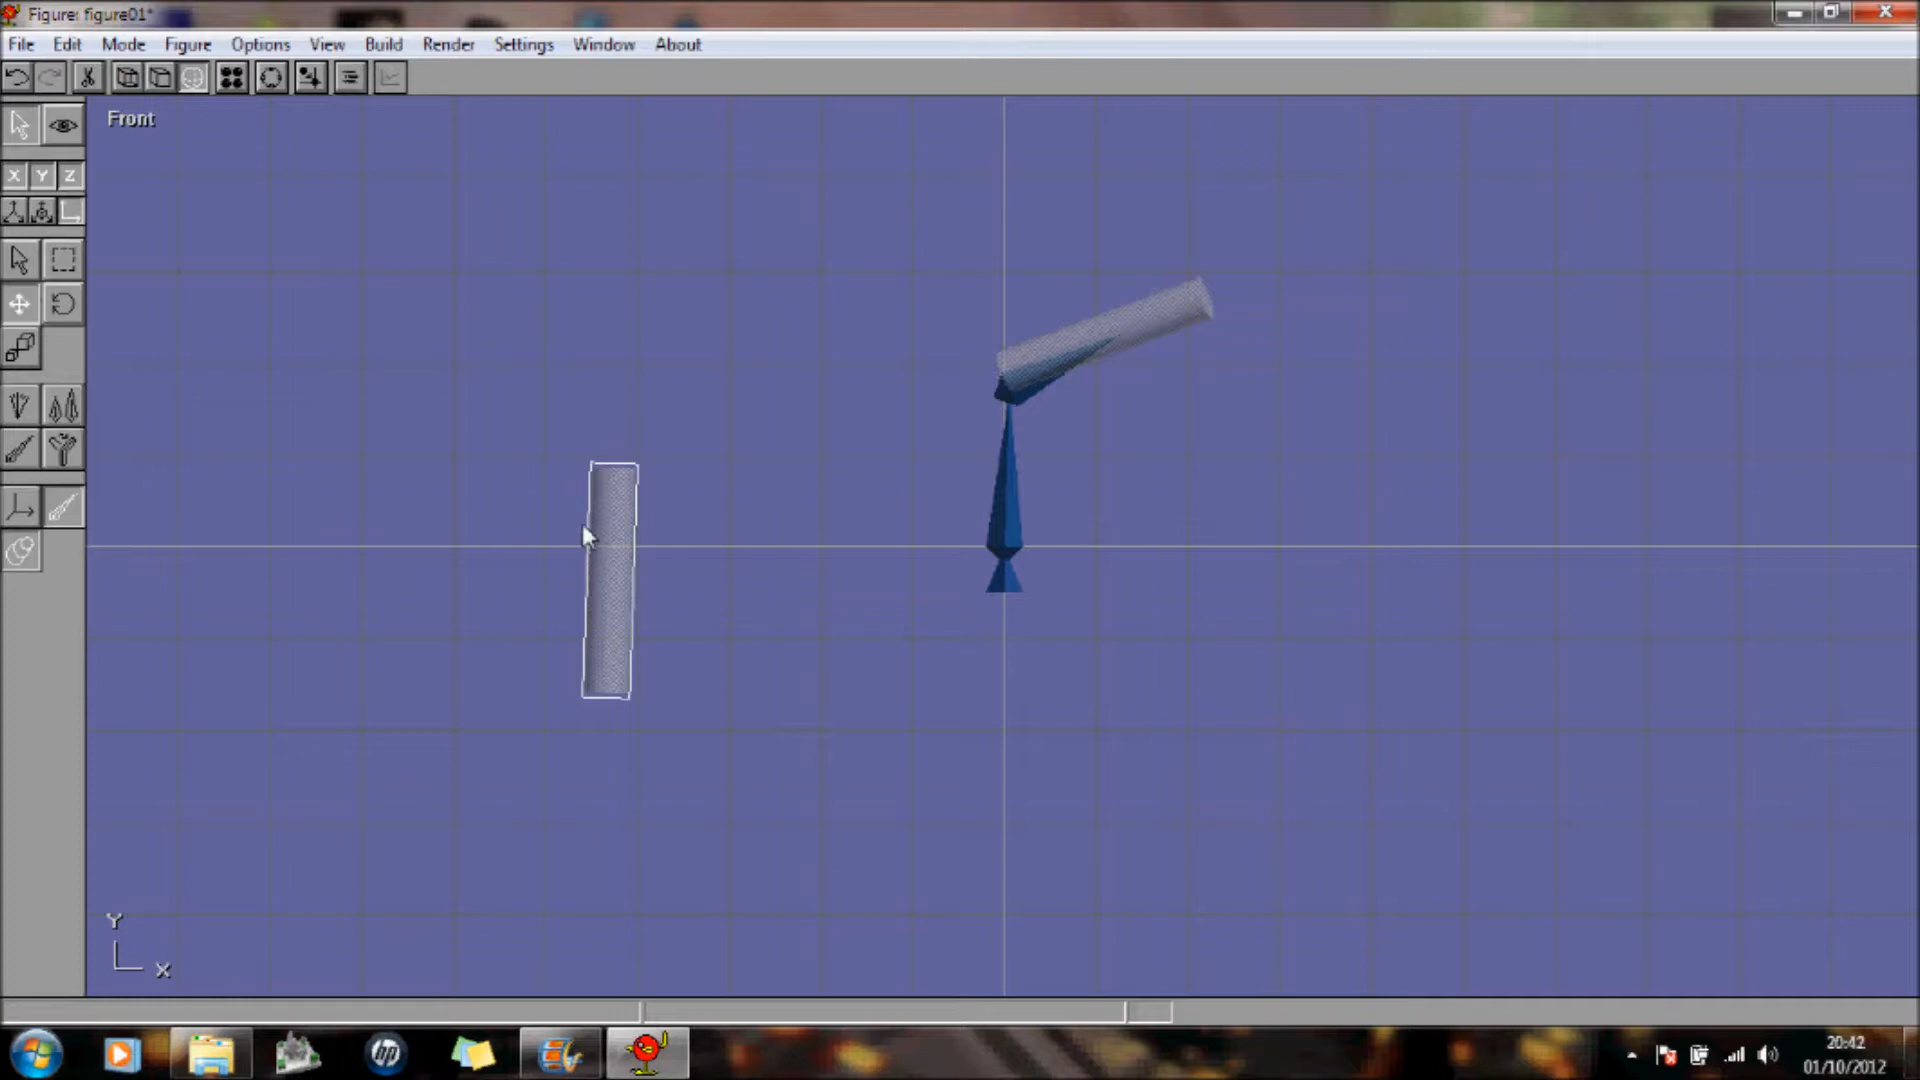 Figure: figure01*
File Edit Mode Figure Options View Build Render Settings Window About
X Y Z
Front
Y
X
hp
20:42
01/10/2012